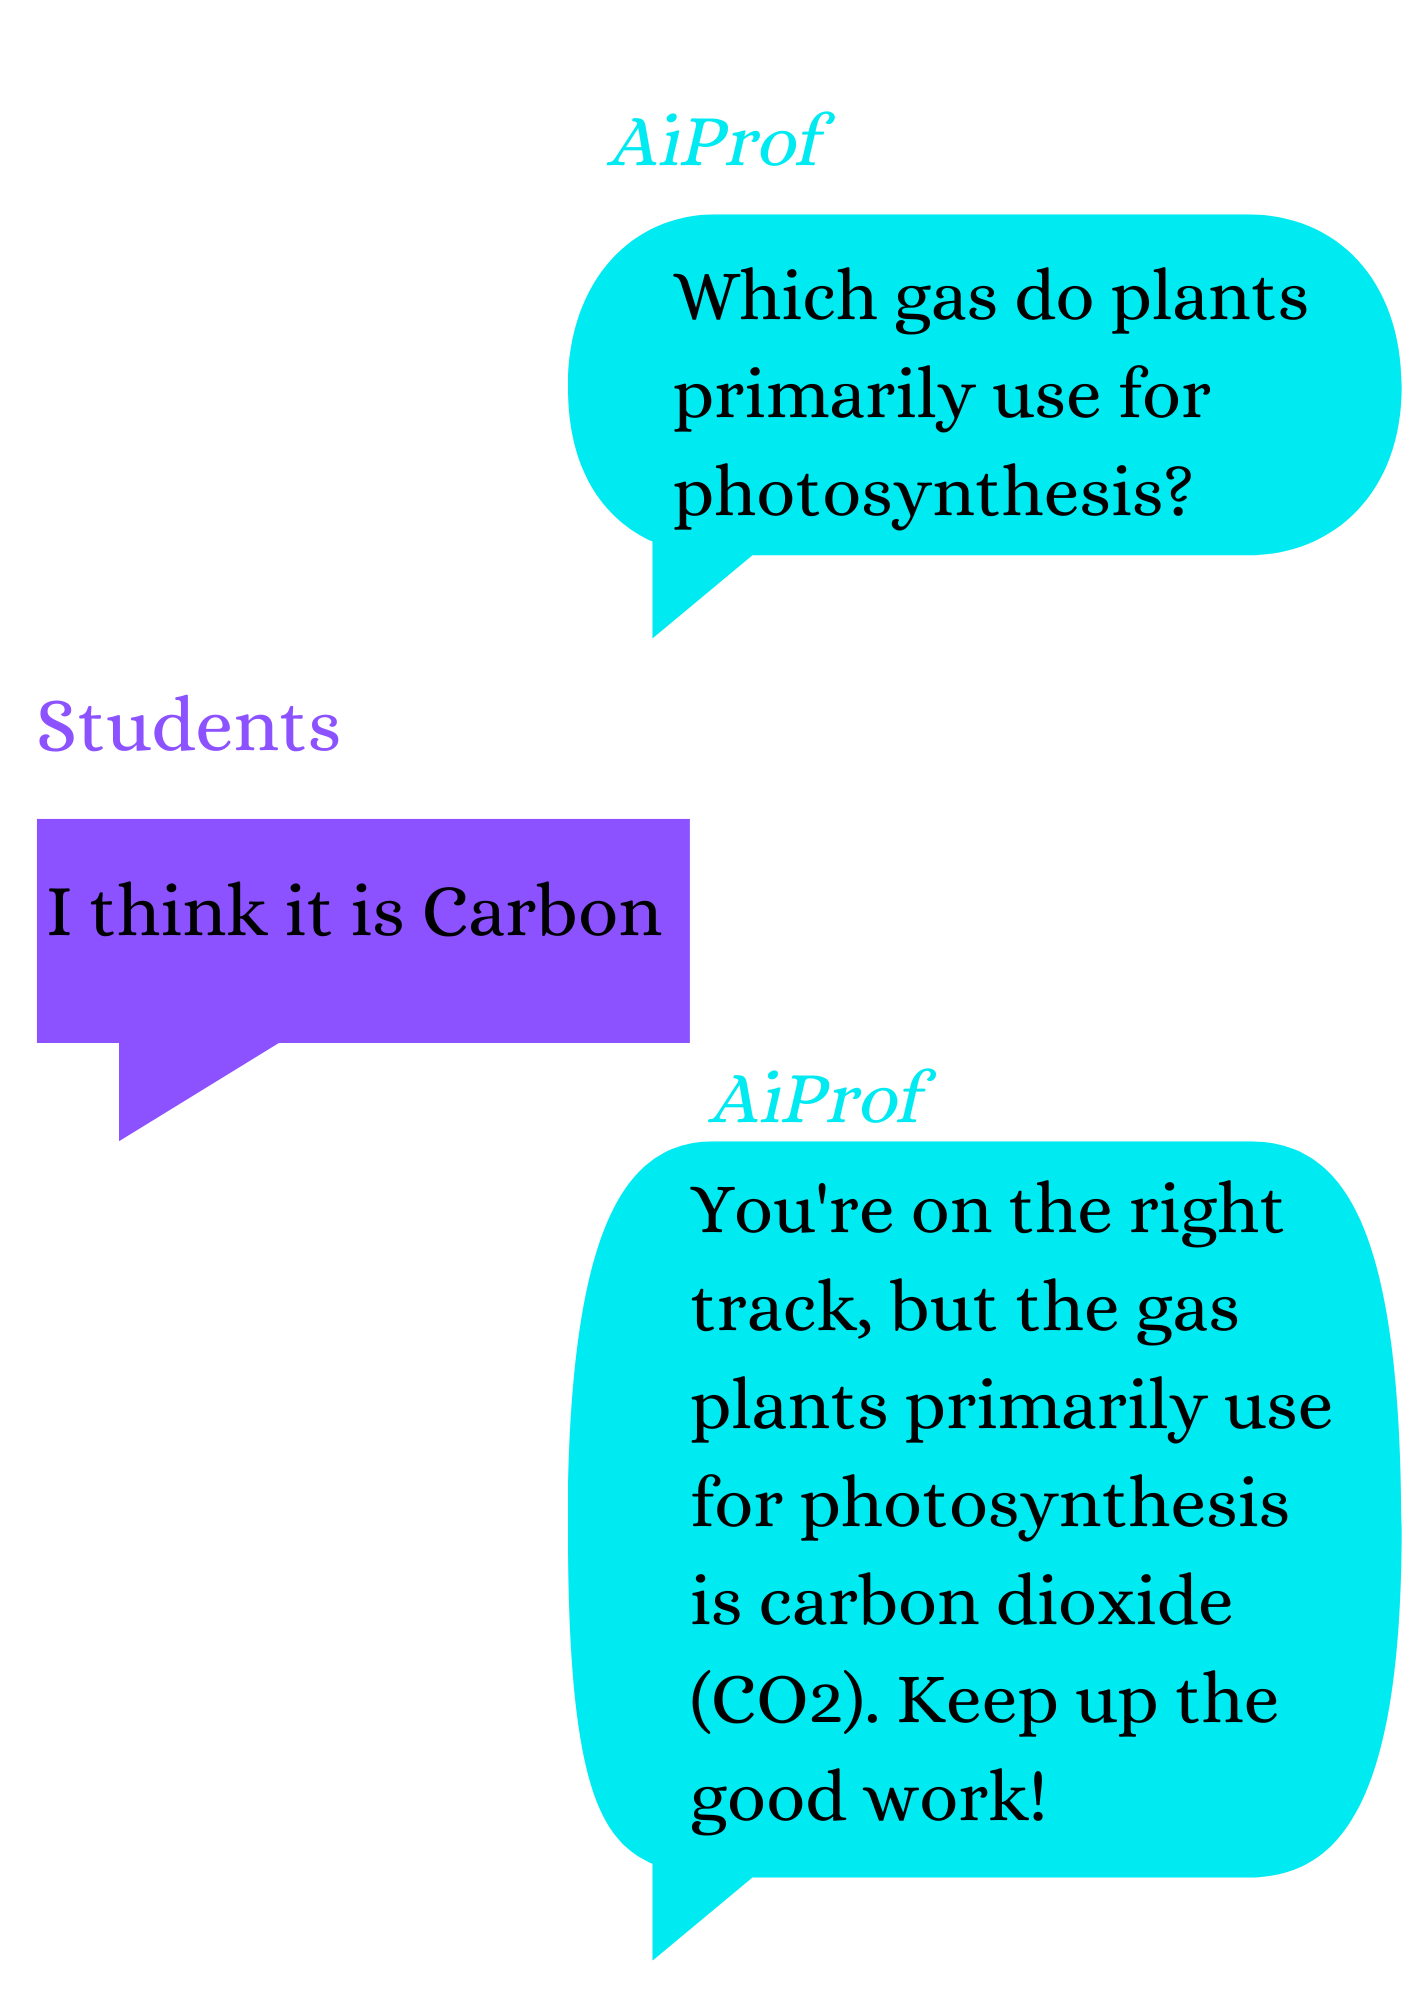 AiProf
Which gas do plants
primarily use for
photosynthesis?
Students
I think it is Carbon
AiProf
You're on the right
track, but the gas
plants primarily use
for photosynthesis
is carbon dioxide
(CO2). Keep up the
good work!